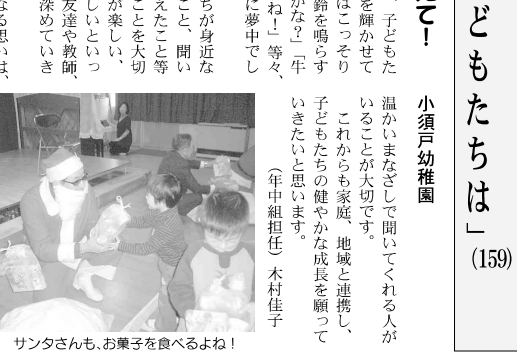 どもたちは」(159)
て！
小須戸幼稚園
、子どもた
を輝かせて
はこっそり
鈴を鳴らす
かな？」「牛
ね！」等々、
に夢中でし
ちが身近な
こと、聞い
えたこと等
ことを大切
が楽しい、
しいといっ
友達や教師、
深めていき
なる思いは、
温かいまなざしで聞いてくれる人が
いることが大切です。
これからも家庭、地域と連携し、
子どもたちの健やかな成長を願って
いきたいと思います。
（年中組担任）木村佳子
サンタさんも、お菓子を食べるよね！